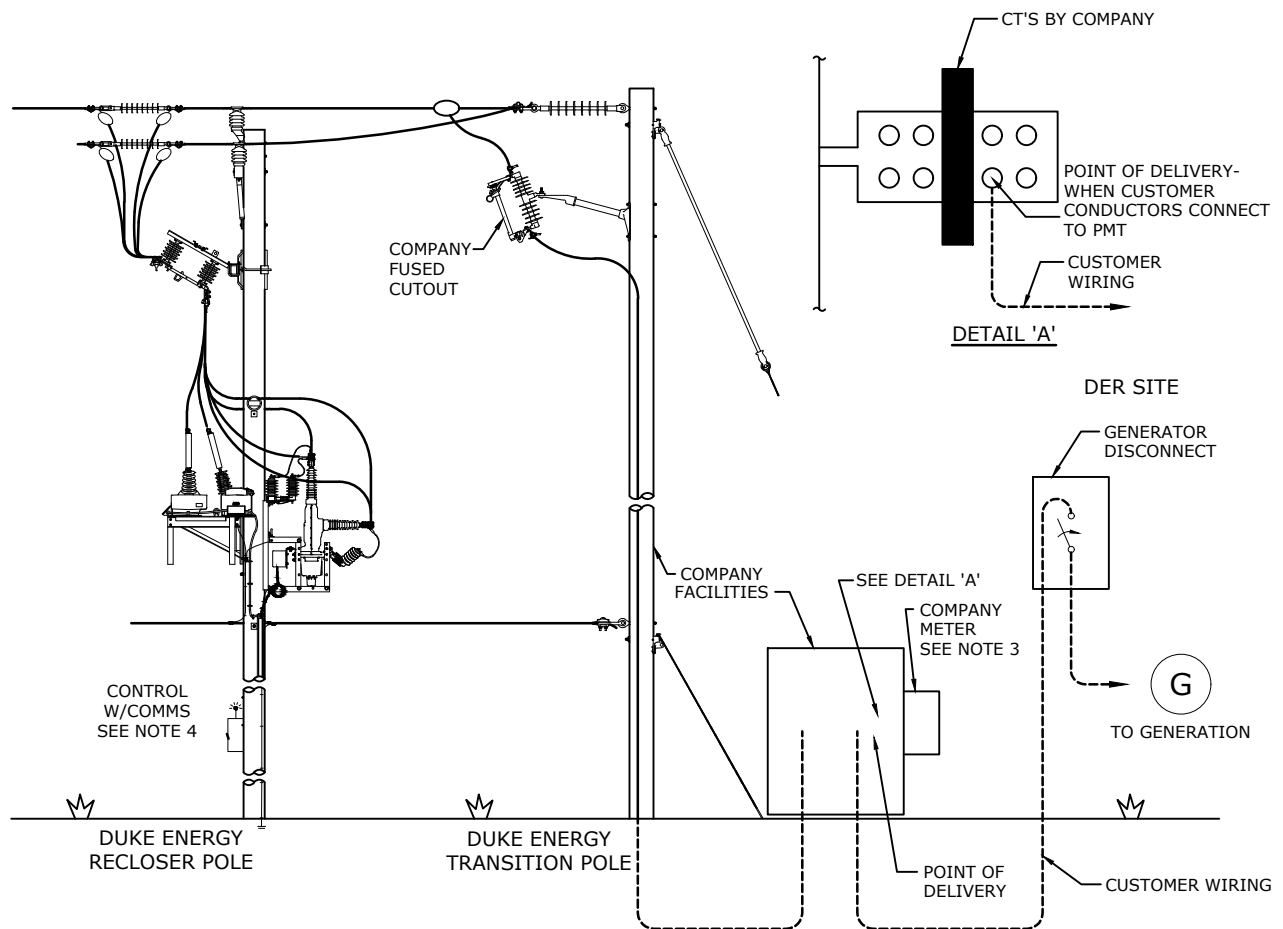 CT'S BY COMPANY
POINT OF DELIVERY-
WHEN CUSTOMER
CONDUCTORS CONNECT
TO PMT
CUSTOMER
WIRING
DETAIL 'A'
COMPANY
FUSED
CUTOUT
DER SITE
GENERATOR
DISCONNECT
COMPANY
FACILITIES
SEE DETAIL 'A'
COMPANY
METER
SEE NOTE 3
CONTROL
W/COMMS
SEE NOTE 4
G
TO GENERATION
DUKE ENERGY
RECLOSER POLE
DUKE ENERGY
TRANSITION POLE
POINT OF
DELIVERY
CUSTOMER WIRING